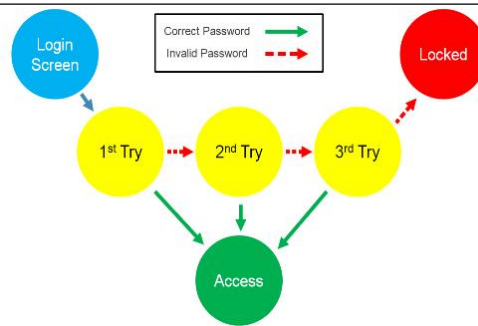 Login
Screen
Correct Password
Invalid Password
Locked
1st Try
2nd Try
3rd Try
Access